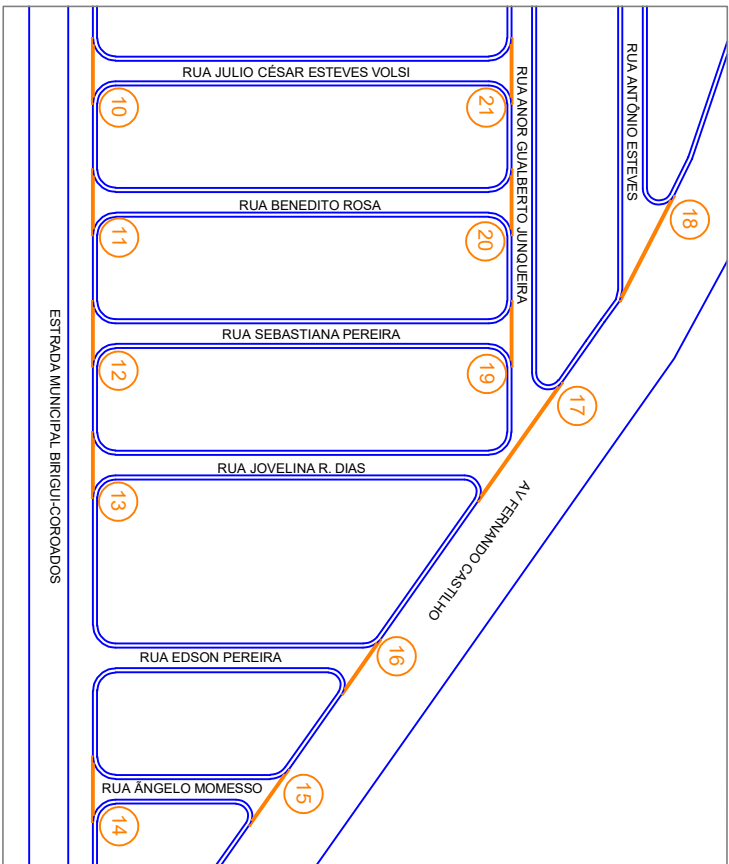 RUA JULIO CÉSAR ESTEVES VOLSI
10
21
RUA ANOR GUALBERTO JUNQUEIRA
RUA ANTÔNIO ESTEVES
18
RUA BENEDITO ROSA
11
20
RUA SEBASTIANA PEREIRA
12
19
17
ESTRADA MUNICIPAL BIRIGUI-COROADOS
RUA JOVELINA R. DIAS
13
AV FERNANDO CASTILHO
16
RUA EDSON PEREIRA
RUA ÃNGELO MOMESSO
15
14